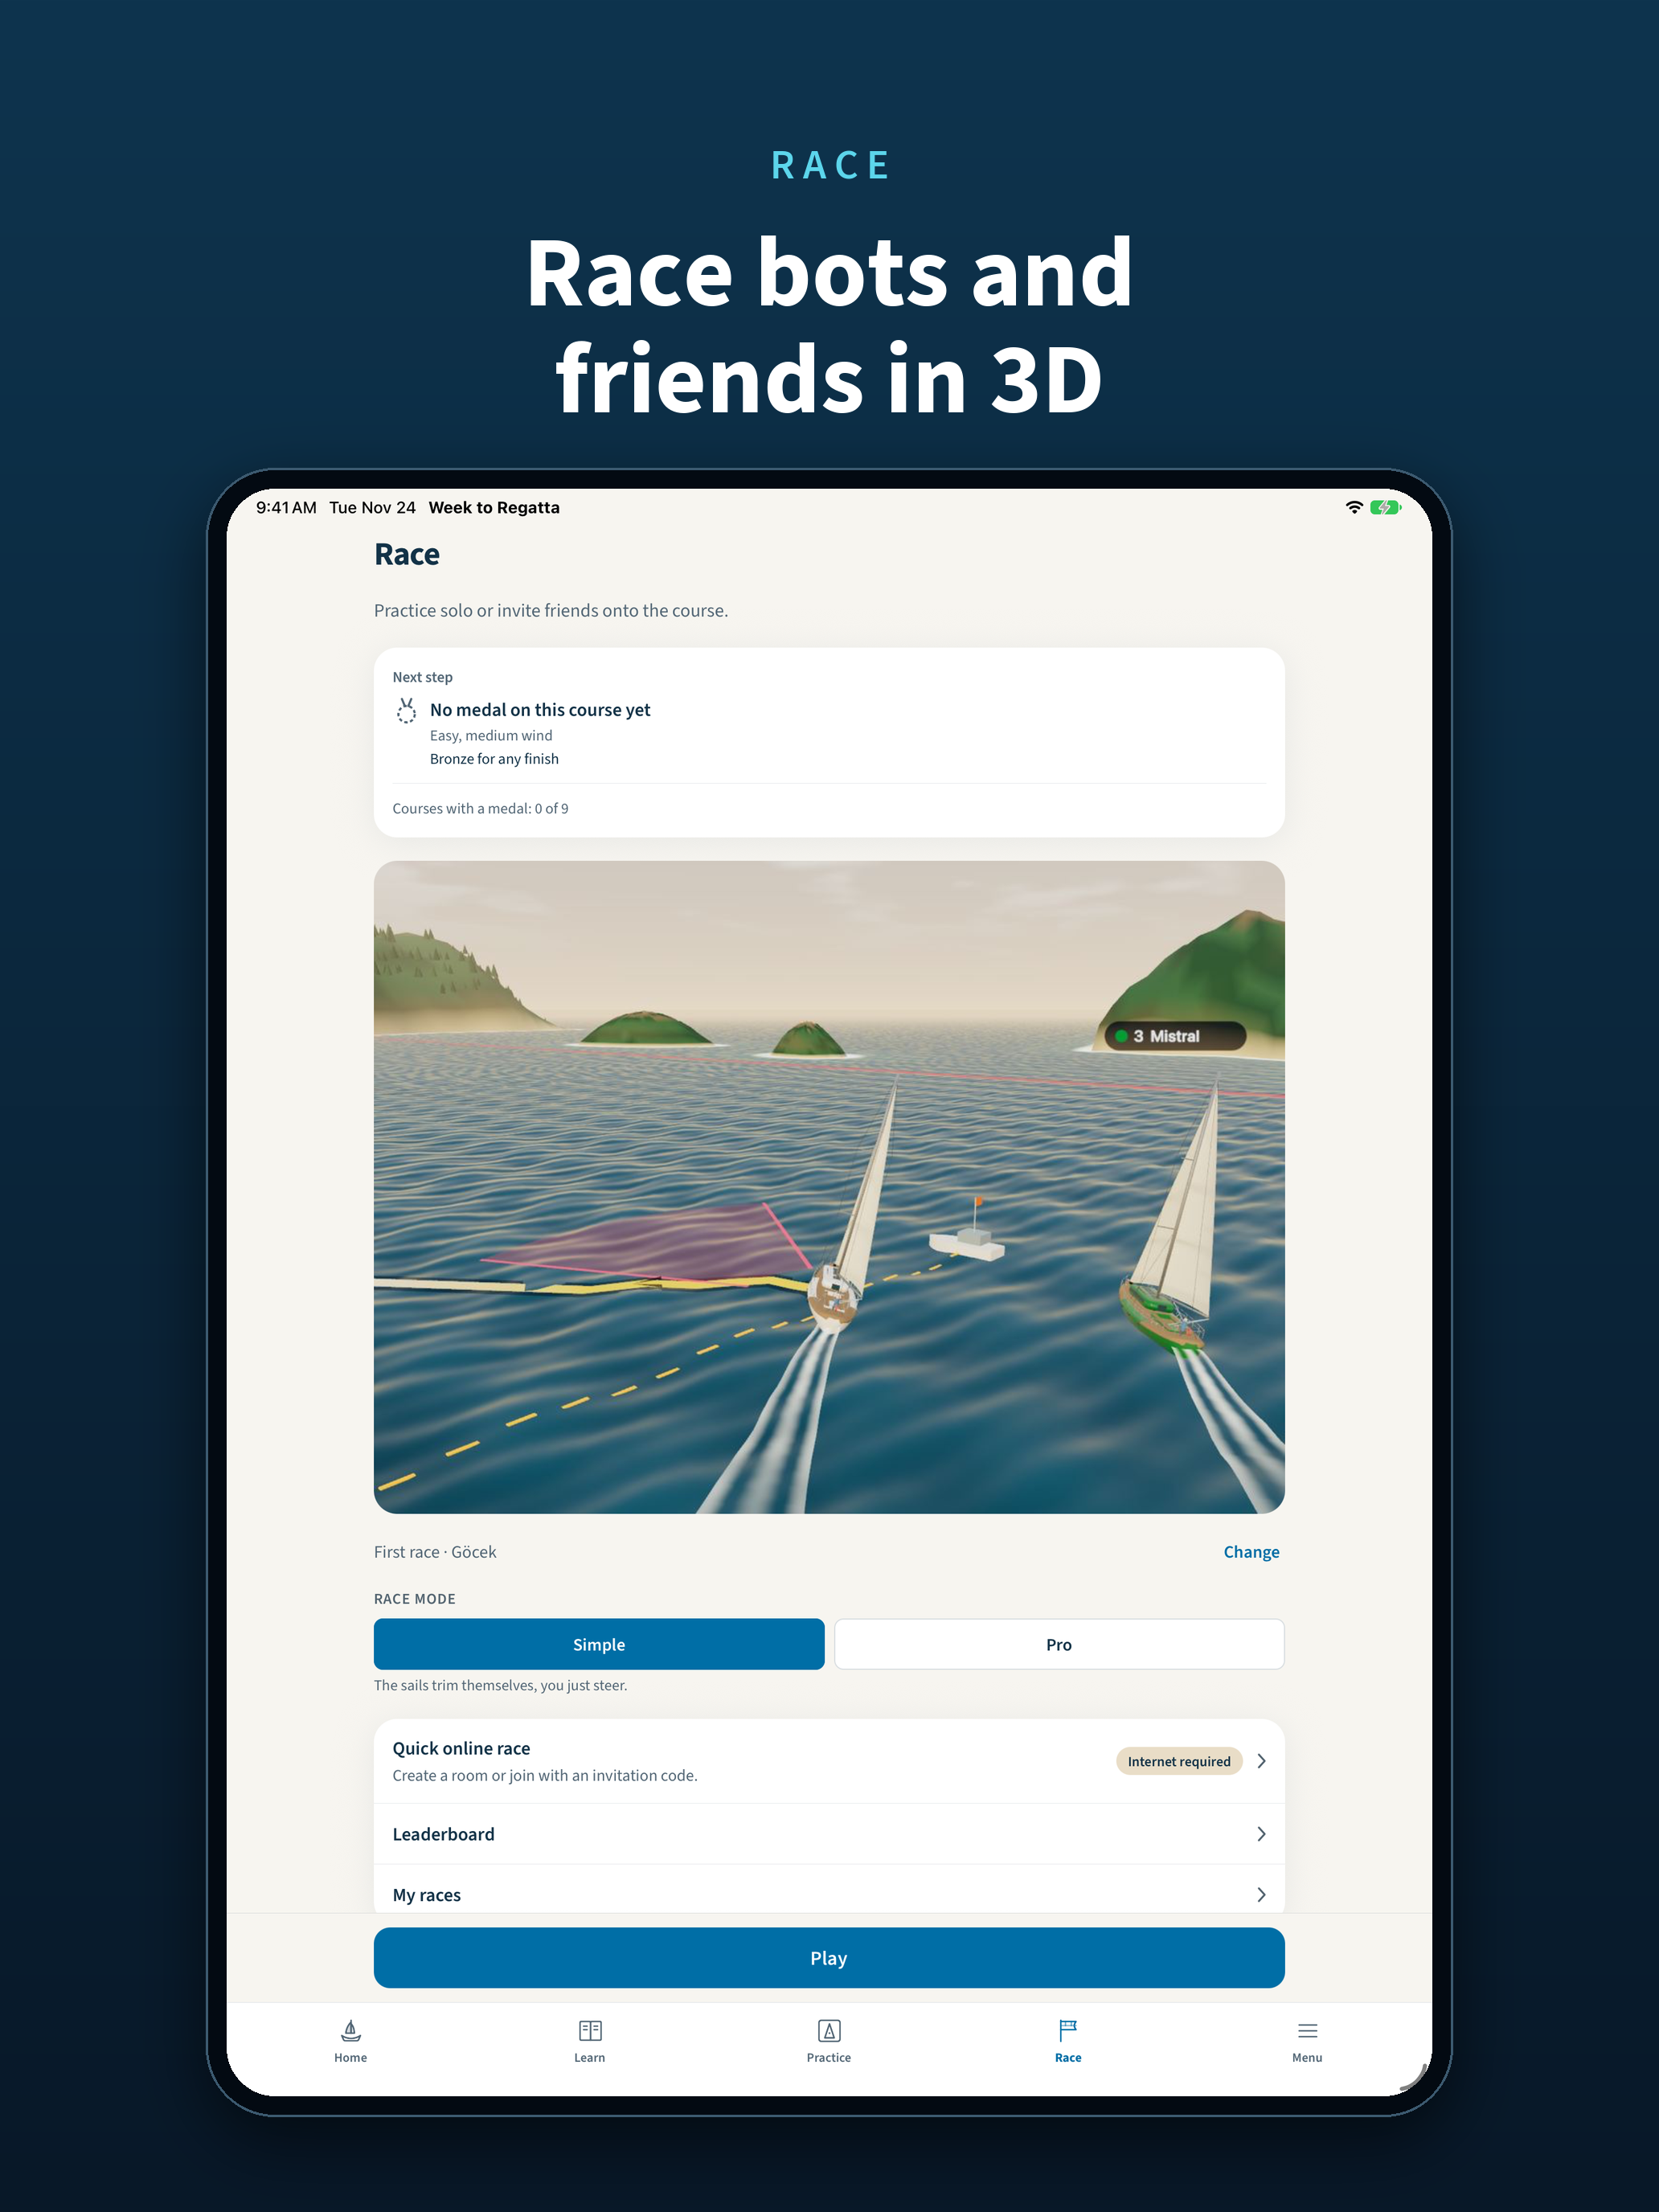 RACE
Race bots and
friends in 3D
9:41 AM Tue Nov 24 Week to Regatta
Race
Practice solo or invite friends onto the course.
Next step
No medal on this course yet
Easy, medium wind
Bronze for any finish
Courses with a medal: 0 of 9
3 Mistral
First race · Göcek Change
RACE MODE
Simple Pro
The sails trim themselves, you just steer.
Quick online race
Internet required
Create a room or join with an invitation code.
Leaderboard
My races
Play
Home Learn Practice Race Menu